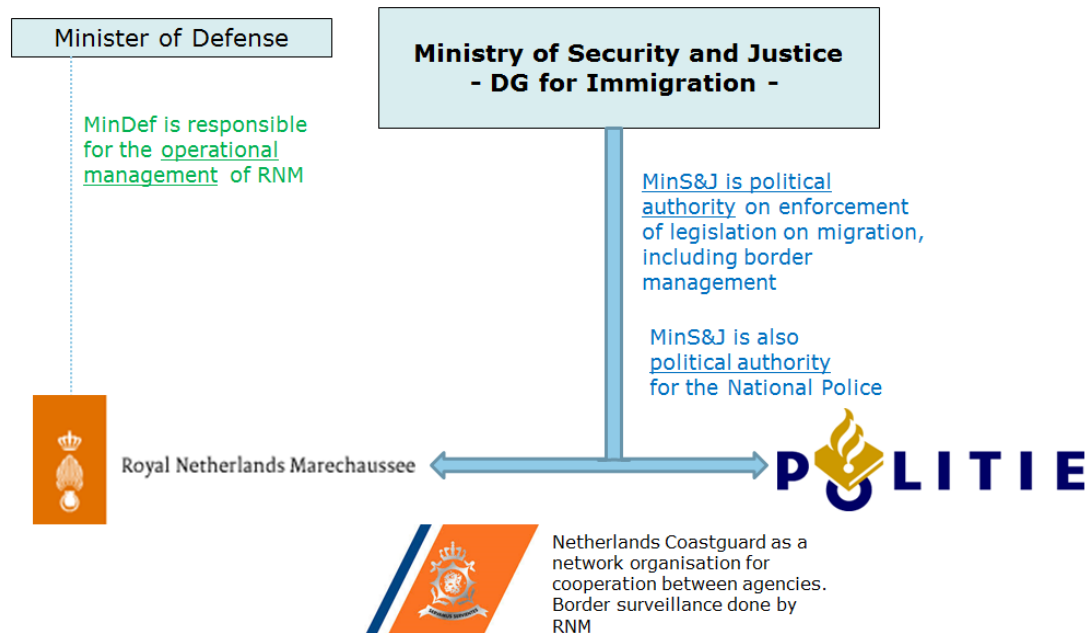 Minister of Defense
Ministry of Security and Justice
- DG for Immigration -
MinDef is responsible
for the operational
management of RNM
MinS&J is political
authority on enforcement
of legislation on migration,
including border
management
MinS&J is also
political authority
for the National Police
Royal Netherlands Marechaussee
POLITIE
Netherlands Coastguard as a
network organisation for
cooperation between agencies.
Border surveillance done by
RNM